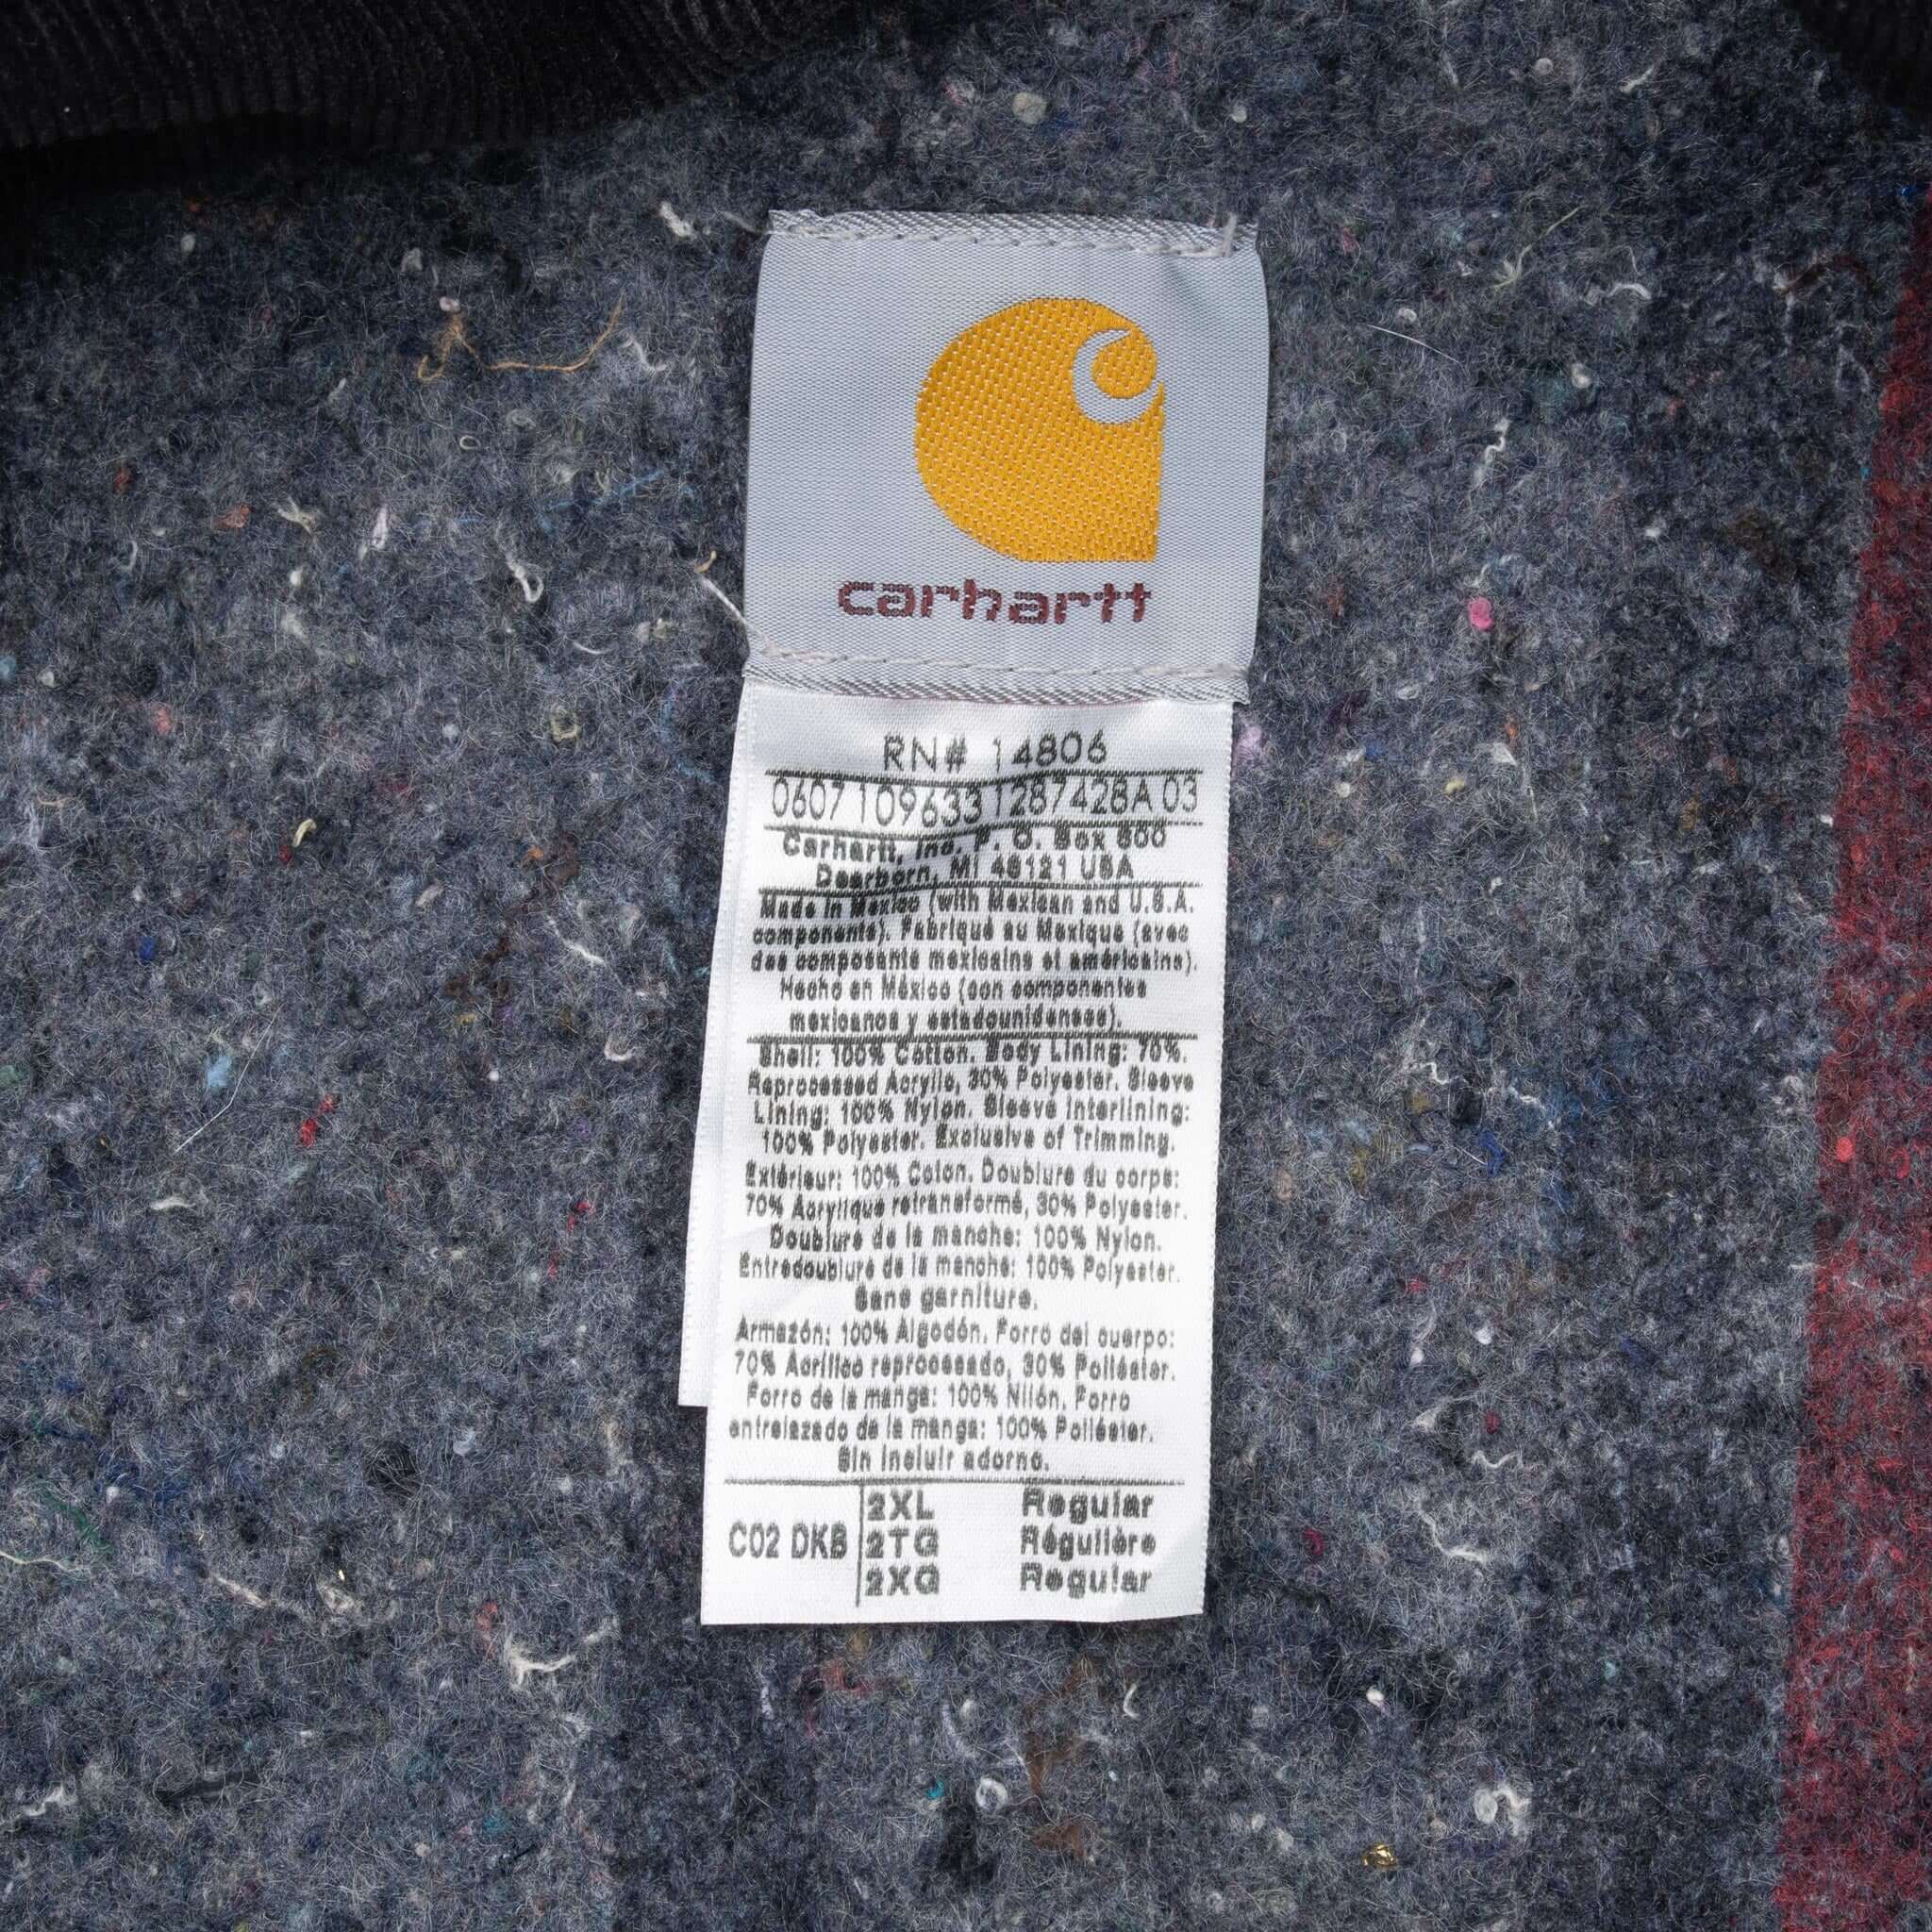 carhartt
RN# 14806
0607 109633 1287428A 03
Carhartt, Inc. P. O. Box 600
Dearborn, MI 48121 USA
Made in Mexico (with Mexican and U.S.A.
components). Fabriqué au Mexique (avec
des composants mexicains et américains).
Hecho en México (con componentes
mexicanos y estadounidenses).
Shell: 100% Cotton. Body Lining: 70%.
Reprocessed Acrylic, 30% Polyester. Sleeve
Lining: 100% Nylon. Sleeve Interlining:
100% Polyester. Exclusive of Trimming.
Extérieur: 100% Coton. Doublure du corps:
70% Acrylique retransformé, 30% Polyester.
Doublure de la manche: 100% Nylon.
Entredoublure de la manche: 100% Polyester.
Sans garniture.
Armazón: 100% Algodón. Forro del cuerpo:
70% Acrílico reprocesado, 30% Poliéster.
Forro de la manga: 100% Nilón. Forro
entrelazado de la manga: 100% Poliéster.
Sin incluir adorno.
C02 DKB
2XL Regular
2TG Régulière
2XG Regular